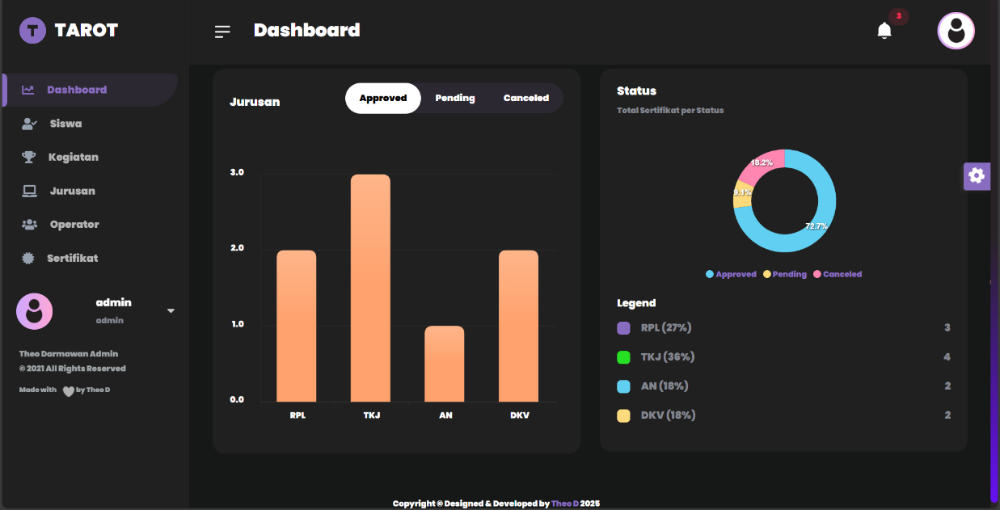 T TAROT
Dashboard
3
Dashboard
Siswa
Kegiatan
Jurusan
Operator
Sertifikat
admin
admin
Theo Darmawan Admin
© 2021 All Rights Reserved
Made with by Theo D
Jurusan
Approved Pending Canceled
3.0
2.0
1.0
0.0
RPL TKJ AN DKV
Status
Total Sertifikat per Status
18.2%
9.1%
72.7%
Approved Pending Canceled
Legend
RPL (27%) 3
TKJ (36%) 4
AN (18%) 2
DKV (18%) 2
Copyright © Designed & Developed by Theo D 2025